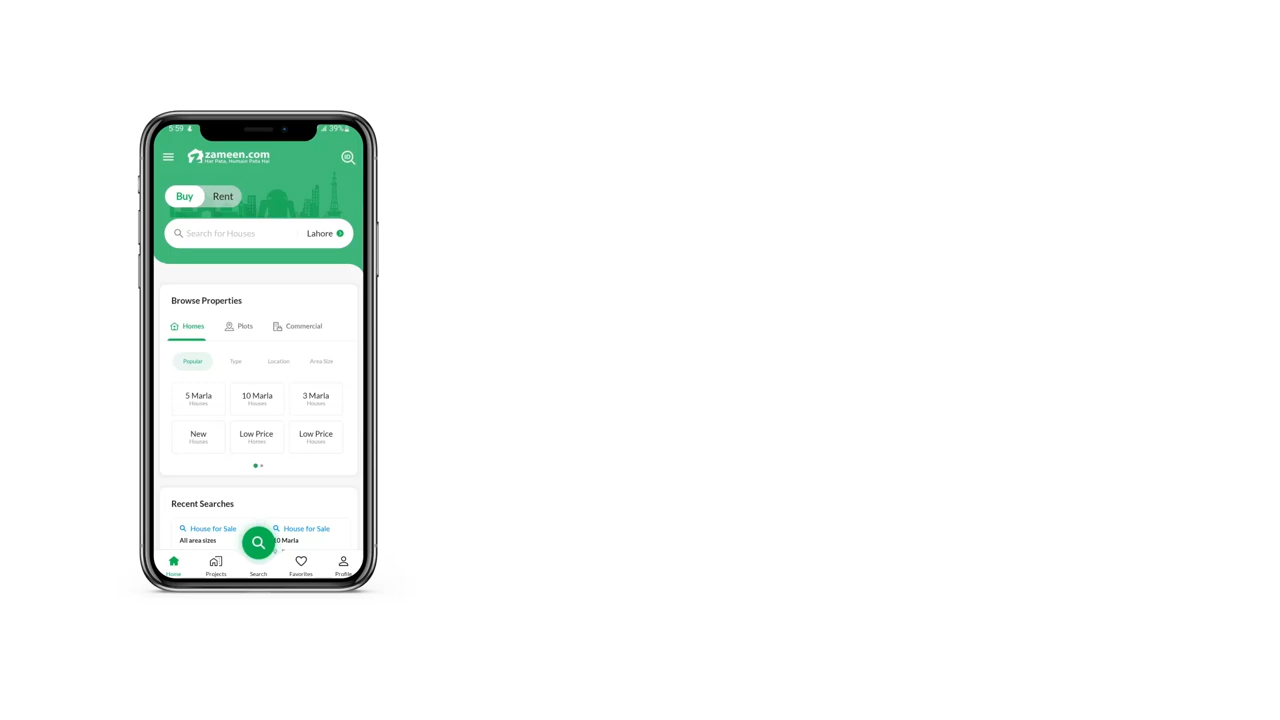 5:59 39%
zameen.com
Har Pata, Humain Pata Hai
Buy Rent
Search for Houses Lahore
Browse Properties
Homes Plots Commercial
Popular Type Location Area Size
5 Marla 10 Marla 3 Marla
Houses Houses Houses
New Low Price Low Price
Houses Homes Houses
Recent Searches
House for Sale House for Sale
All area sizes 10 Marla
Home Projects Search Favorites Profile